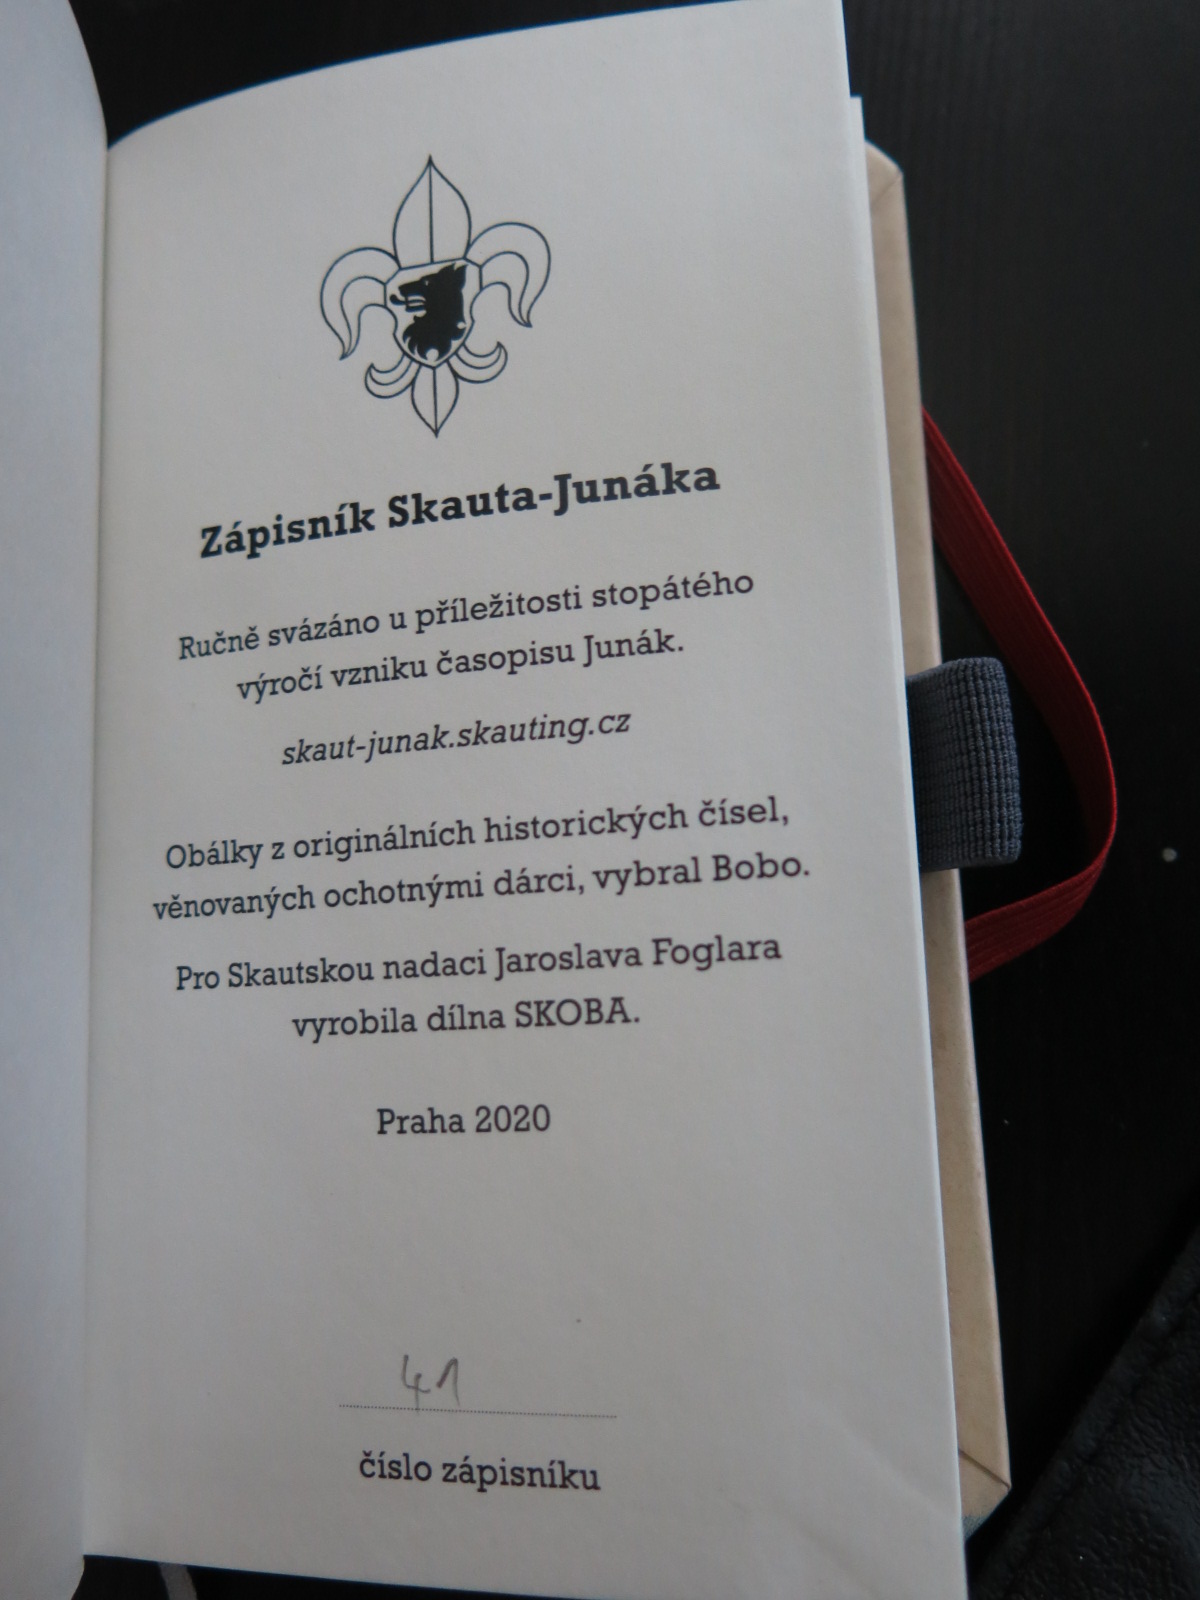 Zápisník Skauta-Junáka
Ručně svázáno u příležitosti stopátého
výročí vzniku časopisu Junák.
skaut-junak.skauting.cz
Obálky z originálních historických čísel,
věnovaných ochotnými dárci, vybral Bobo.
Pro Skautskou nadaci Jaroslava Foglara
vyrobila dílna SKOBA.
Praha 2020
41
číslo zápisníku